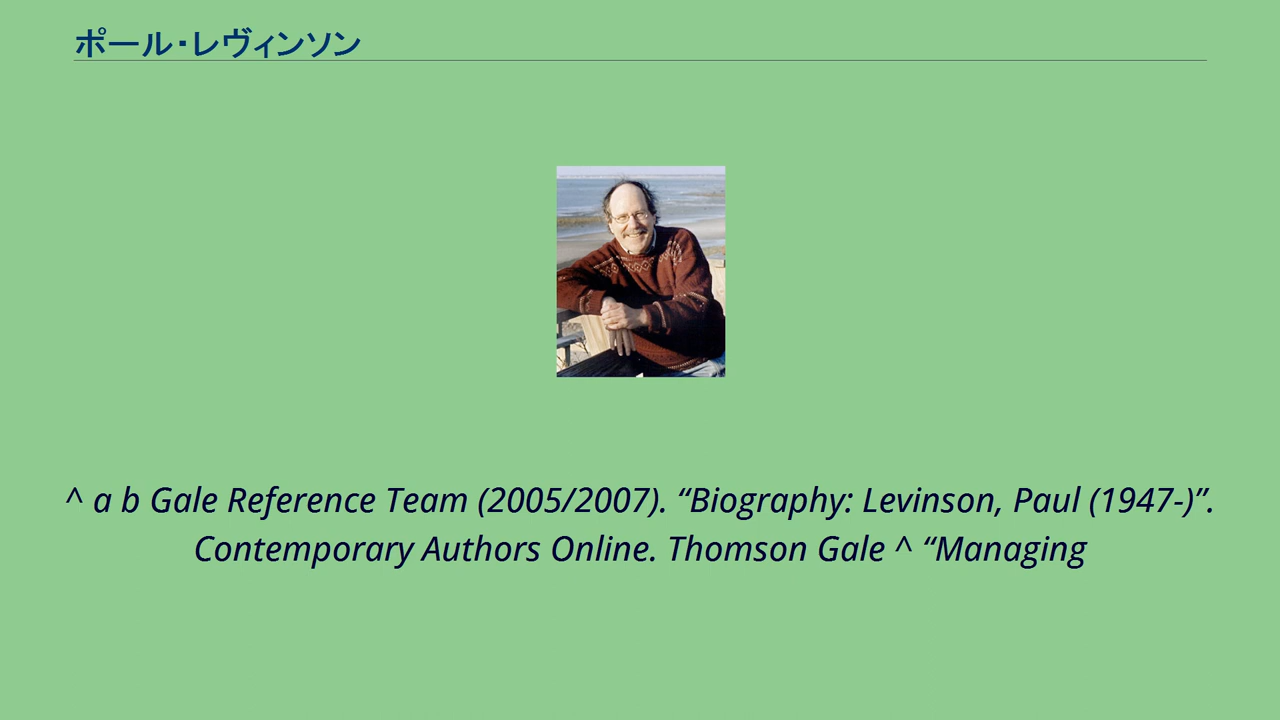 ポール・レヴィンソン
^ a b Gale Reference Team (2005/2007). “Biography: Levinson, Paul (1947-)”.
Contemporary Authors Online. Thomson Gale ^ “Managing